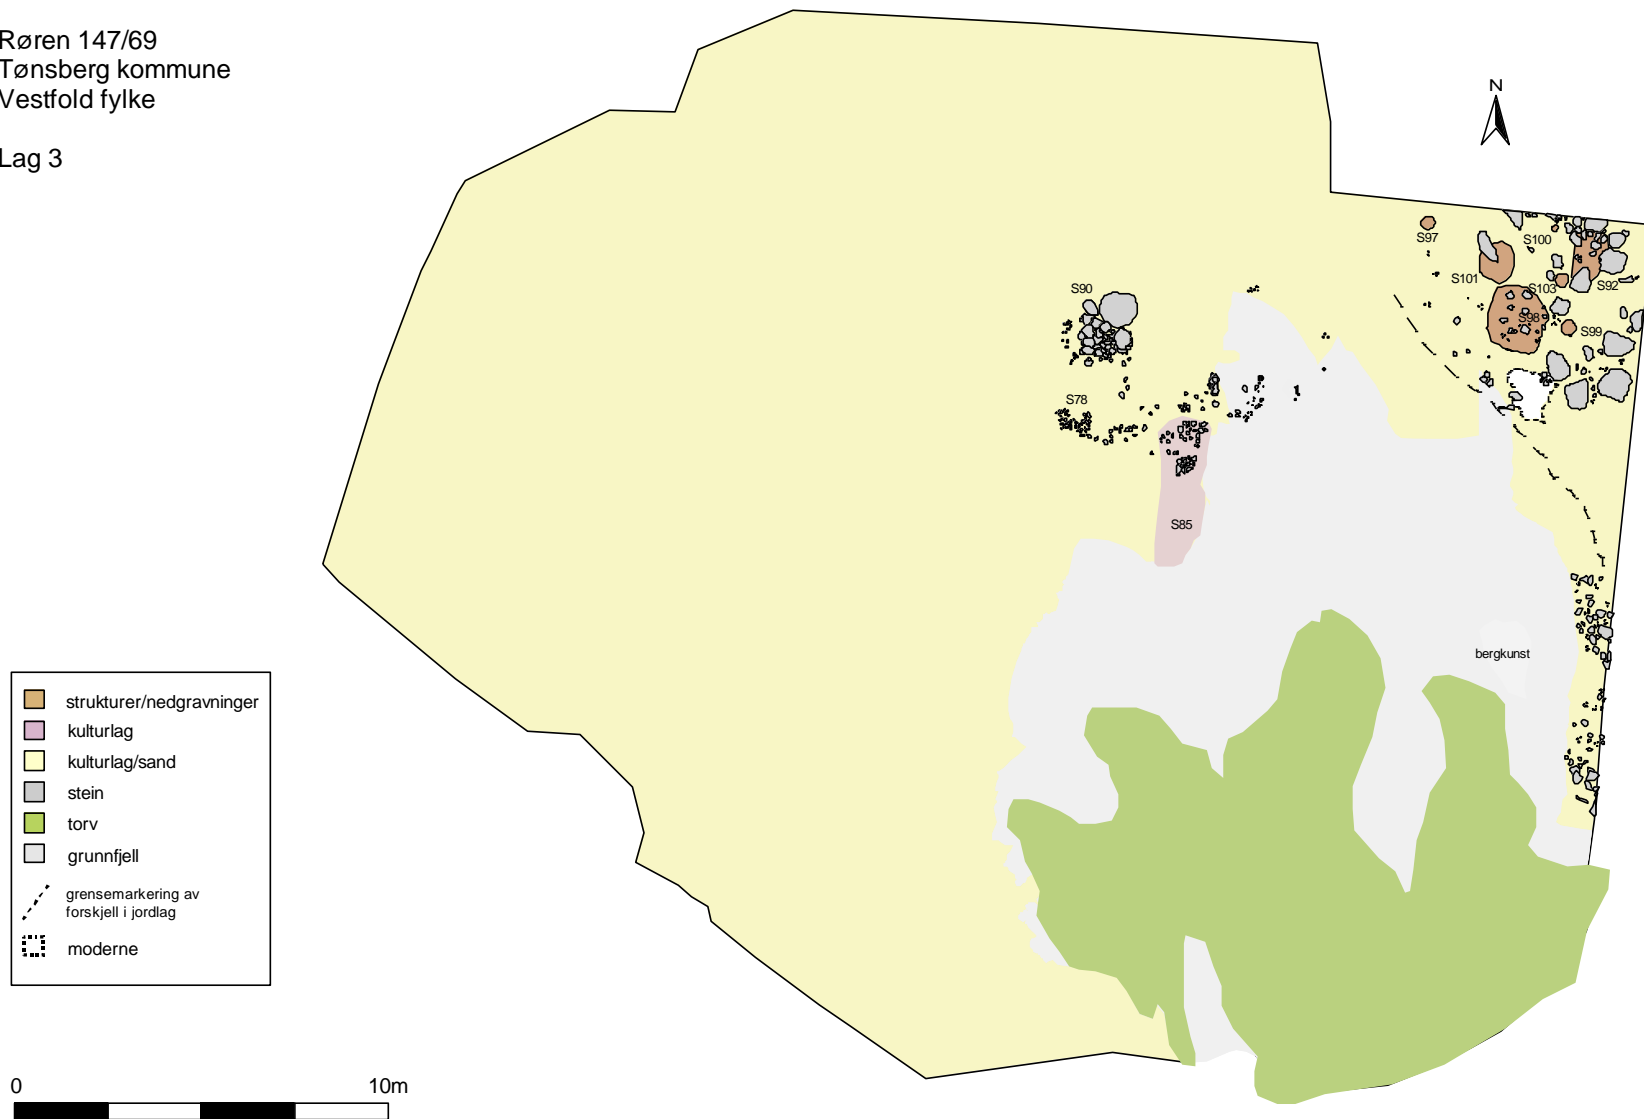 Røren 147/69
Tønsberg kommune
Vestfold fylke
Lag 3
N
S97
S100
S101
S103
S92
S90
S98
S99
S78
S85
bergkunst
strukturer/nedgravninger
kulturlag
kulturlag/sand
stein
torv
grunnfjell
grensemarkering av
forskjell i jordlag
moderne
0 10m